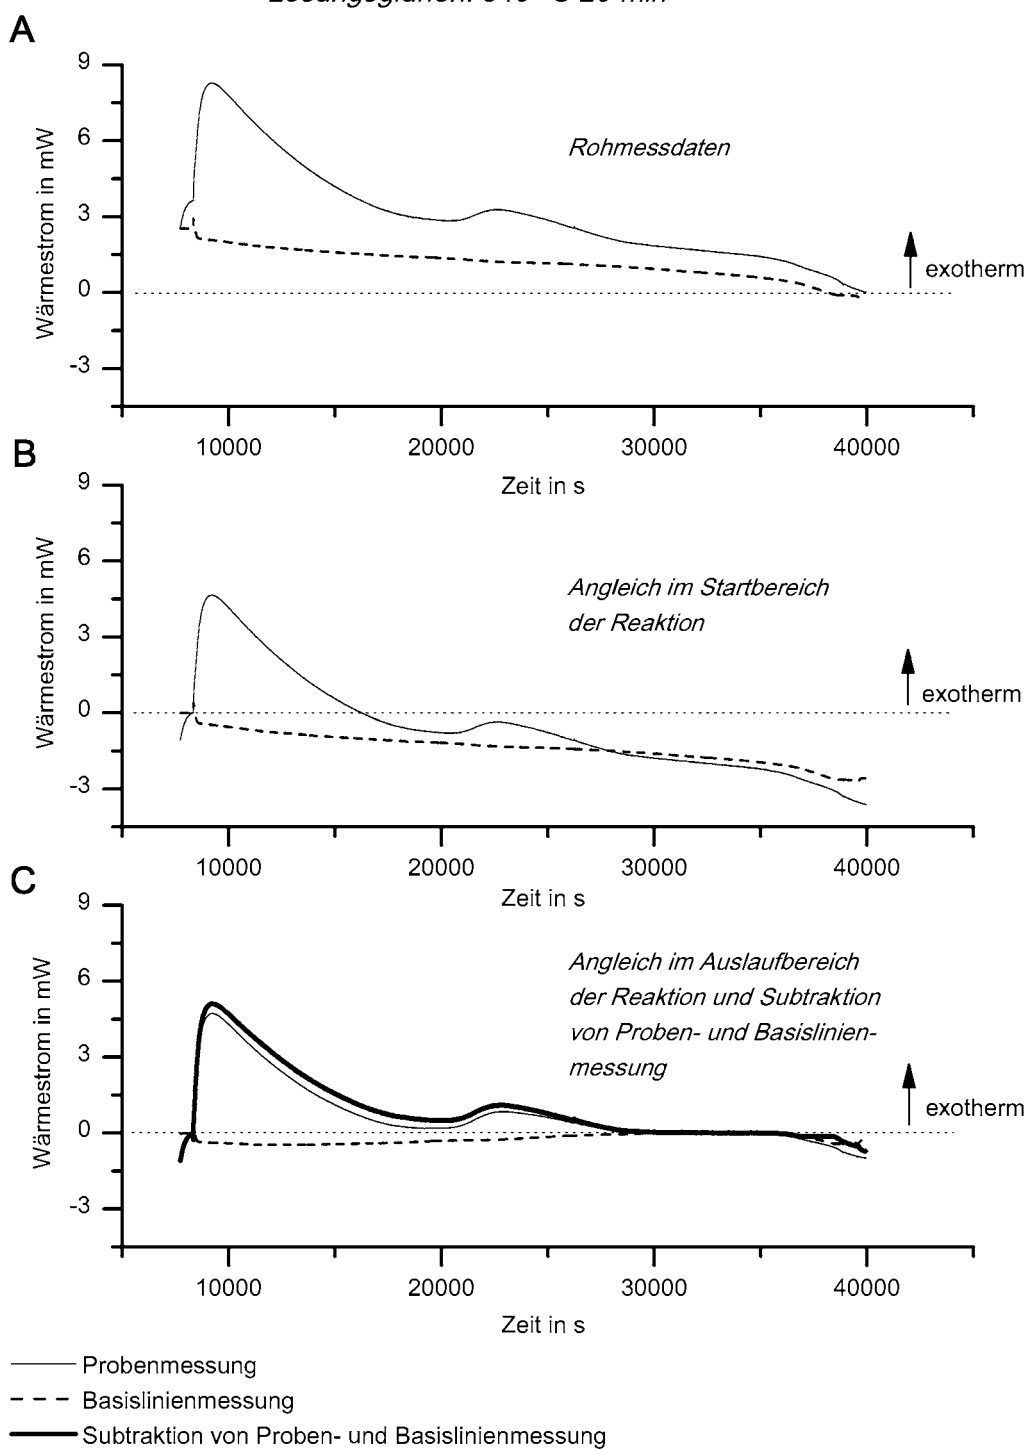 A
9
6
3
0
-3
Wärmestrom in mW
Rohmessdaten
exotherm
10000 20000 30000 40000
Zeit in s
B
9
6
3
0
-3
Wärmestrom in mW
Angleich im Startbereich
der Reaktion
exotherm
10000 20000 30000 40000
Zeit in s
C
9
6
3
0
-3
Wärmestrom in mW
Angleich im Auslaufbereich
der Reaktion und Subtraktion
von Proben- und Basislinien-
messung
exotherm
10000 20000 30000 40000
Zeit in s
Probenmessung
Basislinienmessung
Subtraktion von Proben- und Basislinienmessung